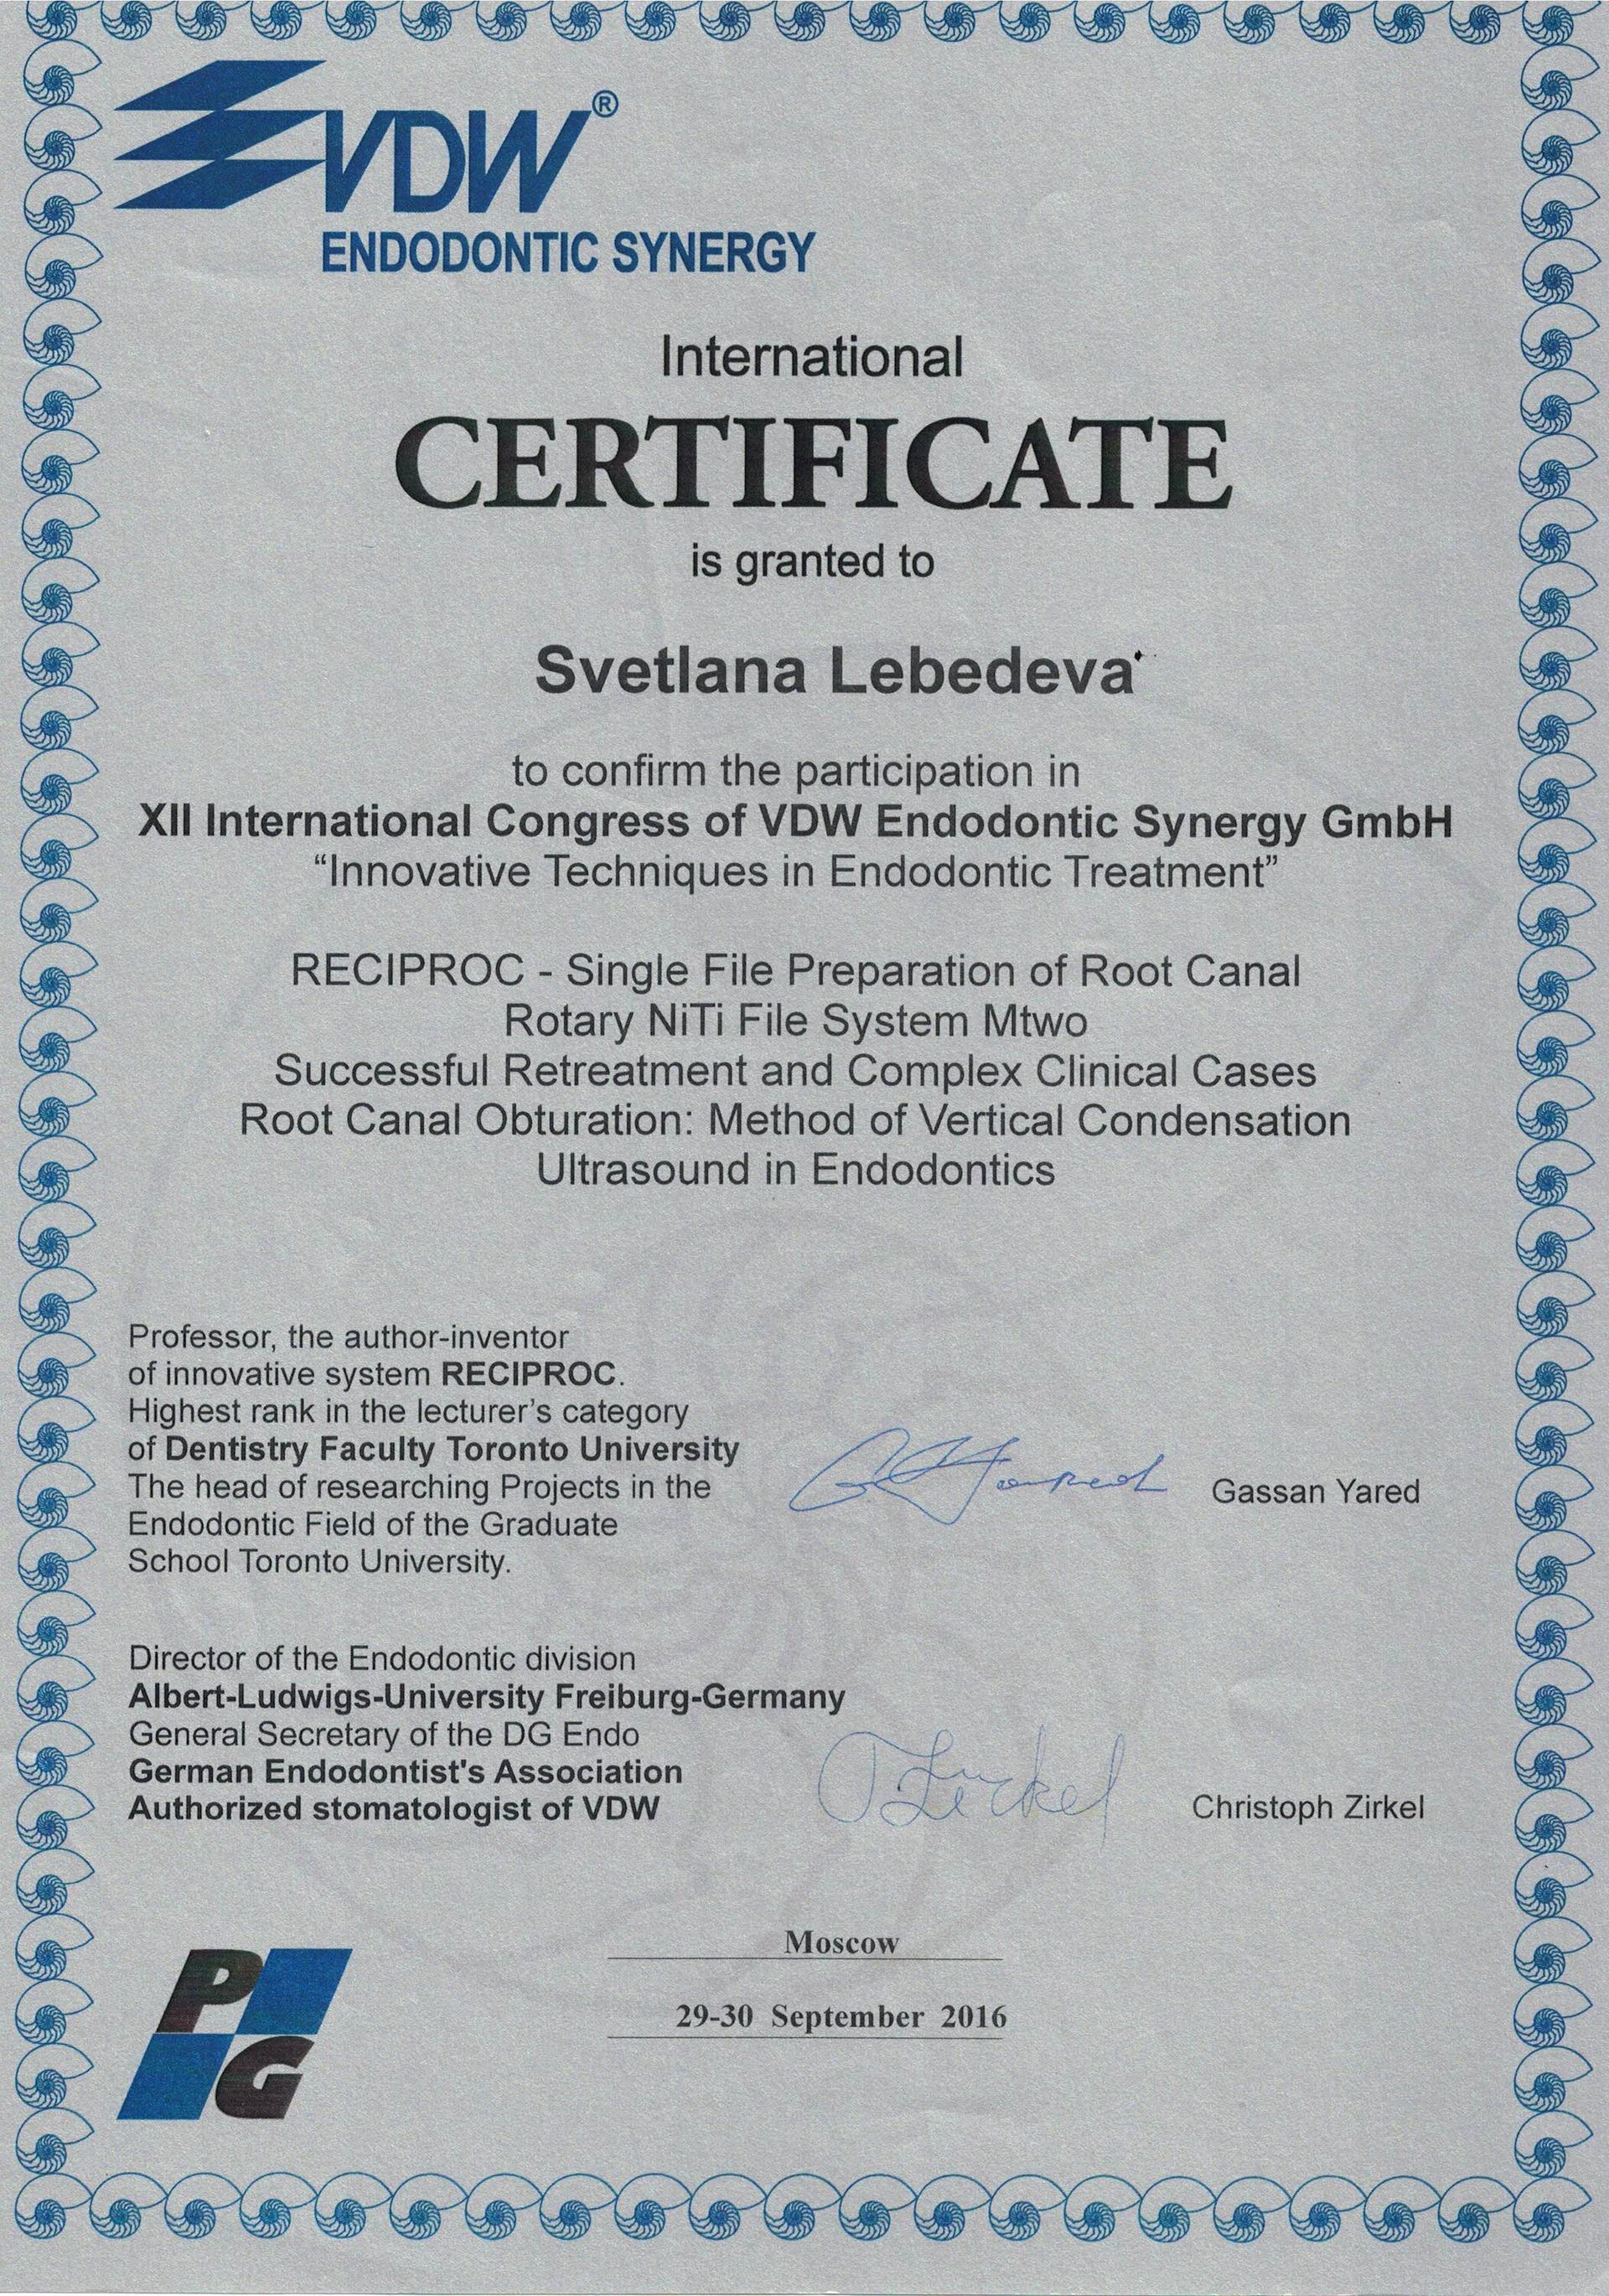 VDW®
ENDODONTIC SYNERGY
International
CERTIFICATE
is granted to
Svetlana Lebedeva
to confirm the participation in
XII International Congress of VDW Endodontic Synergy GmbH
“Innovative Techniques in Endodontic Treatment”
RECIPROC - Single File Preparation of Root Canal
Rotary NiTi File System Mtwo
Successful Retreatment and Complex Clinical Cases
Root Canal Obturation: Method of Vertical Condensation
Ultrasound in Endodontics
Professor, the author-inventor
of innovative system RECIPROC.
Highest rank in the lecturer’s category
of Dentistry Faculty Toronto University
The head of researching Projects in the
Endodontic Field of the Graduate
School Toronto University.
Gassan Yared
Director of the Endodontic division
Albert-Ludwigs-University Freiburg-Germany
General Secretary of the DG Endo
German Endodontist's Association
Authorized stomatologist of VDW
Christoph Zirkel
Moscow
29-30 September 2016
P
G